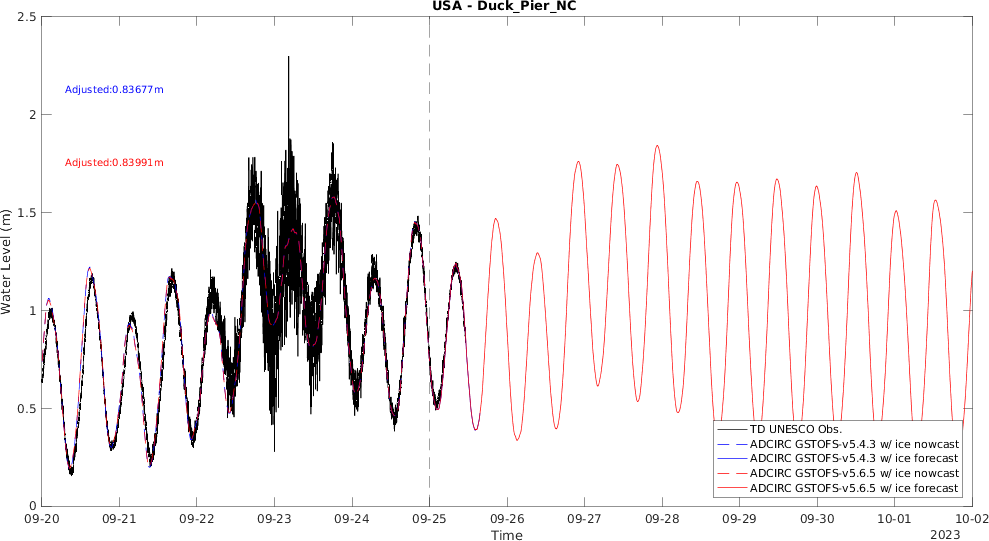 USA - Duck_Pier_NC
2.5
2
1.5
1
0.5
0
Water Level (m)
Adjusted:0.83677m
Adjusted:0.83991m
TD UNESCO Obs.
ADCIRC GSTOFS-v5.4.3 w/ ice nowcast
ADCIRC GSTOFS-v5.4.3 w/ ice forecast
ADCIRC GSTOFS-v5.6.5 w/ ice nowcast
ADCIRC GSTOFS-v5.6.5 w/ ice forecast
09-20 09-21 09-22 09-23 09-24 09-25 09-26 09-27 09-28 09-29 09-30 10-01 10-02
Time 2023